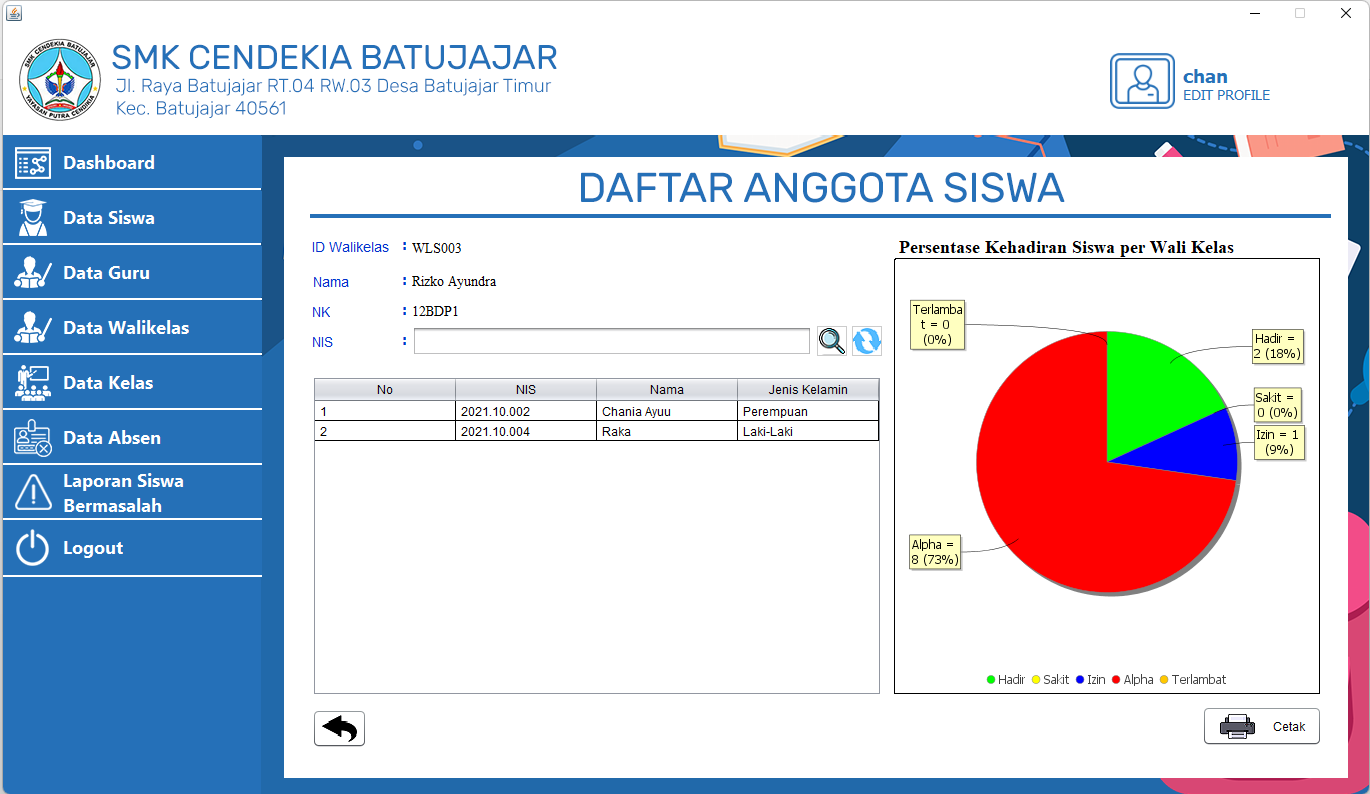 SMK CENDEKIA BATUJAJAR
YAYASAN PUTRA CENDIKIA
SMK CENDEKIA BATUJAJAR
Jl. Raya Batujajar RT.04 RW.03 Desa Batujajar Timur
Kec. Batujajar 40561
chan
EDIT PROFILE
Dashboard
Data Siswa
Data Guru
Data Walikelas
Data Kelas
Data Absen
Laporan Siswa
Bermasalah
Logout
DAFTAR ANGGOTA SISWA
ID Walikelas : WLS003
Nama : Rizko Ayundra
NK : 12BDP1
NIS :
No NIS Nama Jenis Kelamin
1 2021.10.002 Chania Ayuu Perempuan
2 2021.10.004 Raka Laki-Laki
Persentase Kehadiran Siswa per Wali Kelas
Terlamba
t = 0
(0%)
Hadir =
2 (18%)
Sakit =
0 (0%)
Izin = 1
(9%)
Alpha =
8 (73%)
Hadir Sakit Izin Alpha Terlambat
Cetak